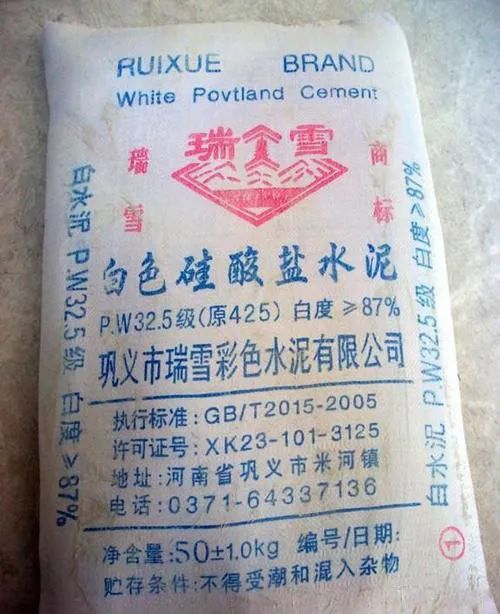 RUIXUE BRAND
White Povtland Cement
瑞雪
瑞雪
商标
白色硅酸盐水泥
P.W32.5级(原425) 白度≥87%
巩义市瑞雪彩色水泥有限公司
执行标准:GB/T2015-2005
许可证号:XK23-101-3125
地址:河南省巩义市米河镇
电话:0371-64337136
净含量:50±1.0kg 编号/日期:
贮存条件:不得受潮和混入杂物
白水泥 P.W32.5级 白度≥87%
白水泥 P.W32.5级 白度≥87%
1